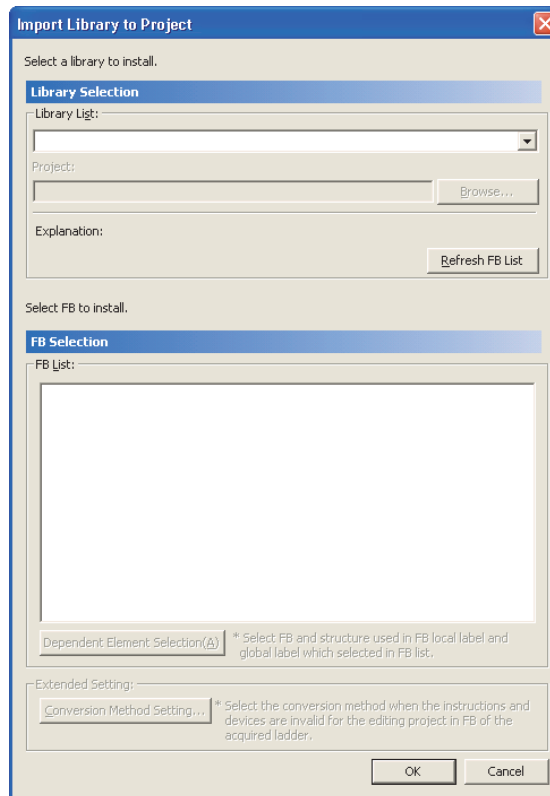 Import Library to Project
Select a library to install.
Library Selection
Library List:
Project:
Browse...
Explanation:
Refresh FB List
Select FB to install.
FB Selection
FB List:
Dependent Element Selection(A)
* Select FB and structure used in FB local label and
global label which selected in FB list.
Extended Setting:
Conversion Method Setting...
* Select the conversion method when the instructions and
devices are invalid for the editing project in FB of the
acquired ladder.
OK
Cancel